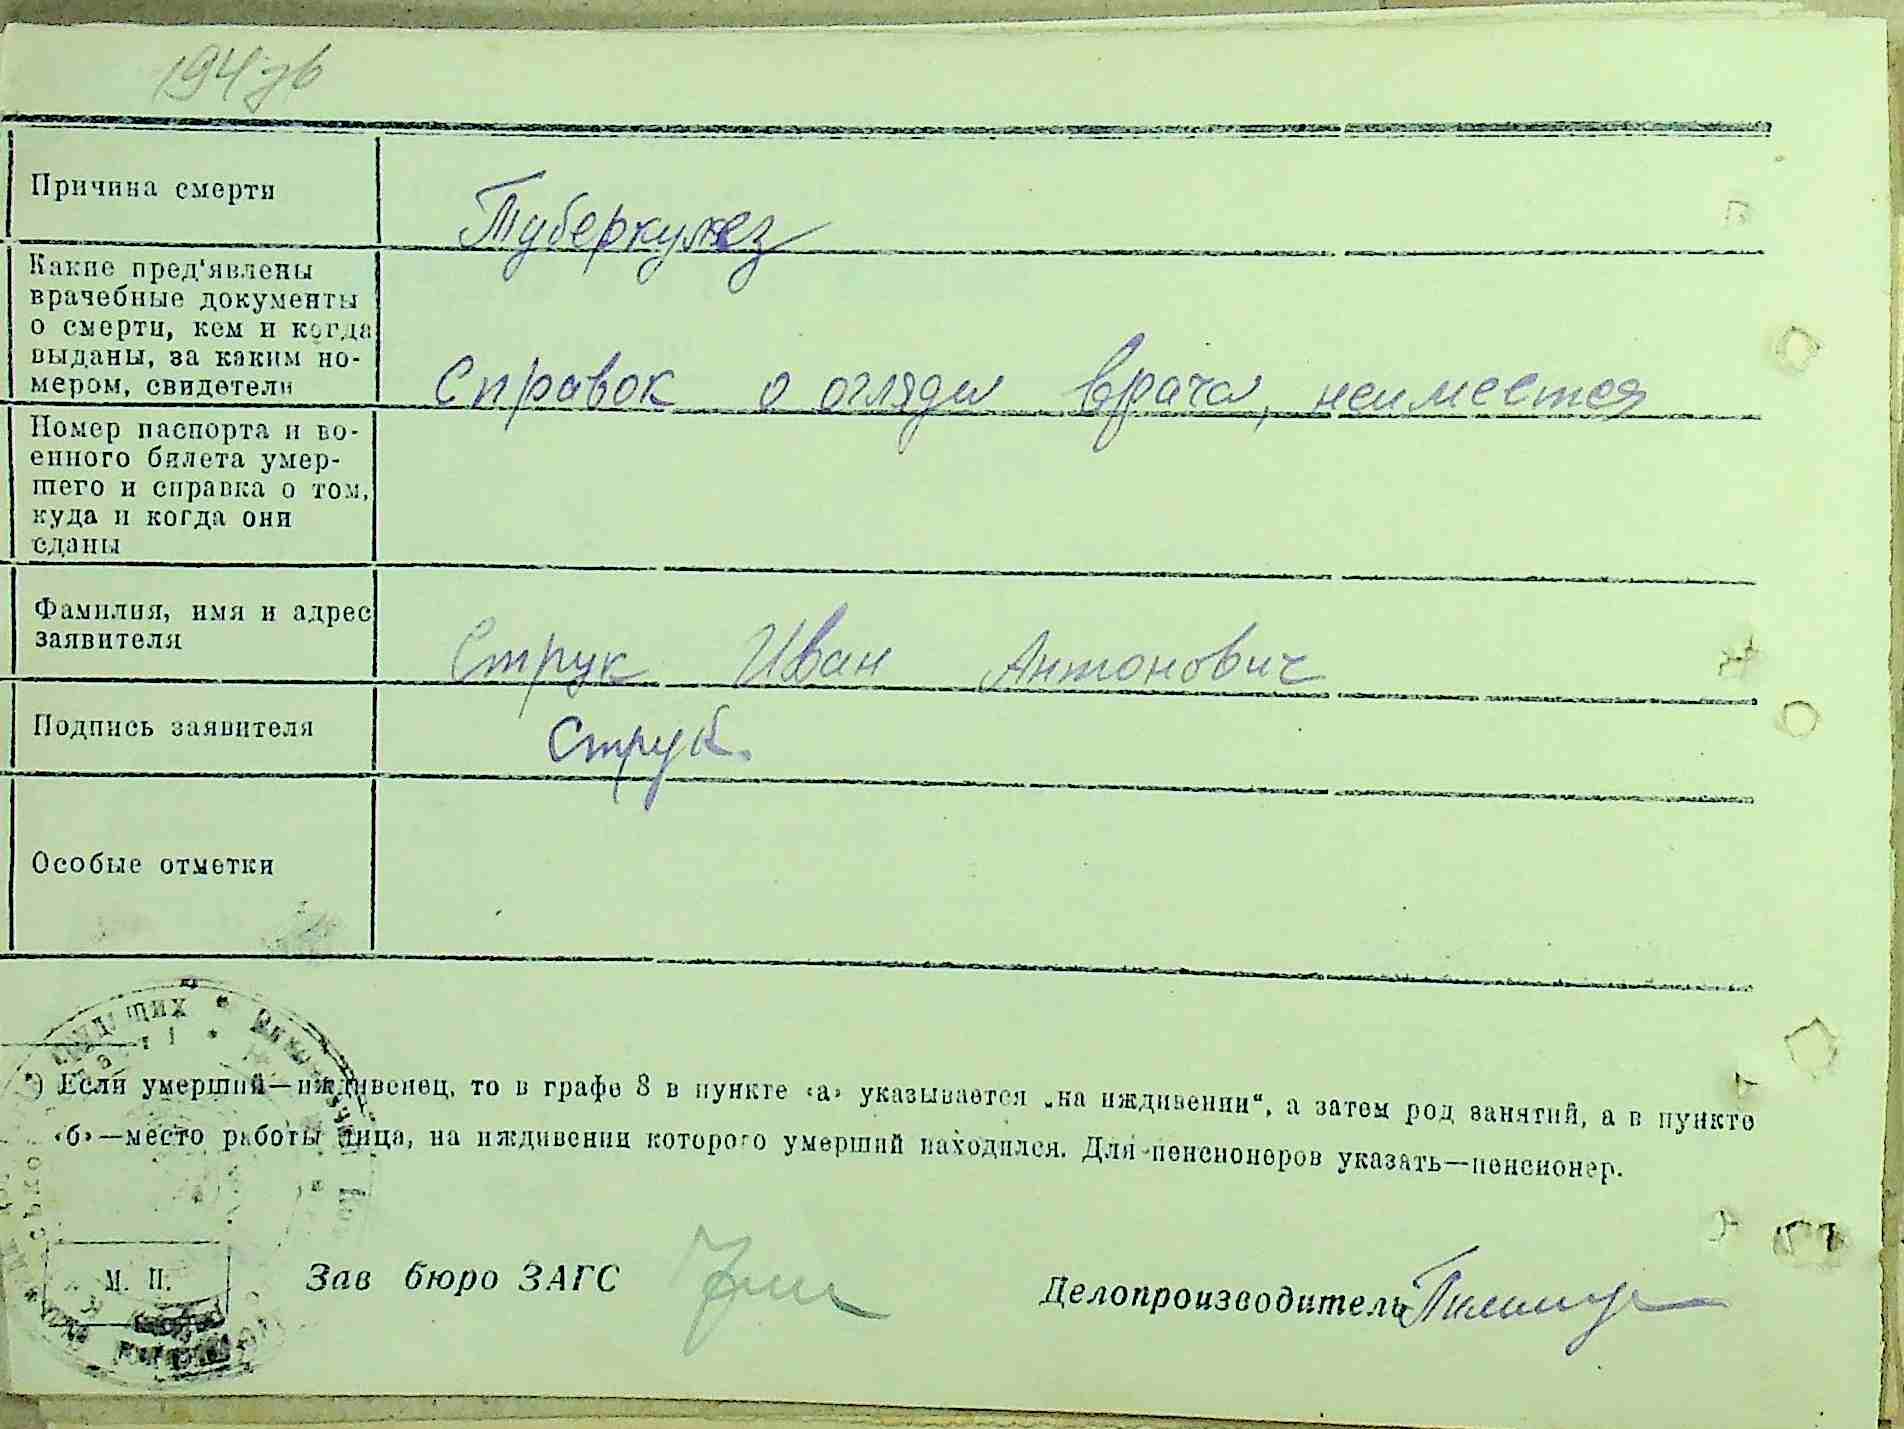 194 зв
Причина смерти
Туберкулез
Какие пред'явлены
врачебные документы
о смерти, кем и когда
выданы, за каким но-
мером, свидетели
Справок о огляди врача, неимеется
Номер паспорта и во-
енного билета умер-
шего и справка о том,
куда и когда они
сданы
Фамилия, имя и адрес
заявителя
Струк Иван Антонович
Подпись заявителя
Струк.
Особые отметки
) Если умерший—иждивенец, то в графе 8 в пункте «а» указывается „на иждивении“, а затем род занятий, а в пункте
«б»—место работы лица, на иждивении которого умерший находился. Для пенсионеров указать—пенсионер.
М. П.
Зав бюро ЗАГС
Делопроизводитель